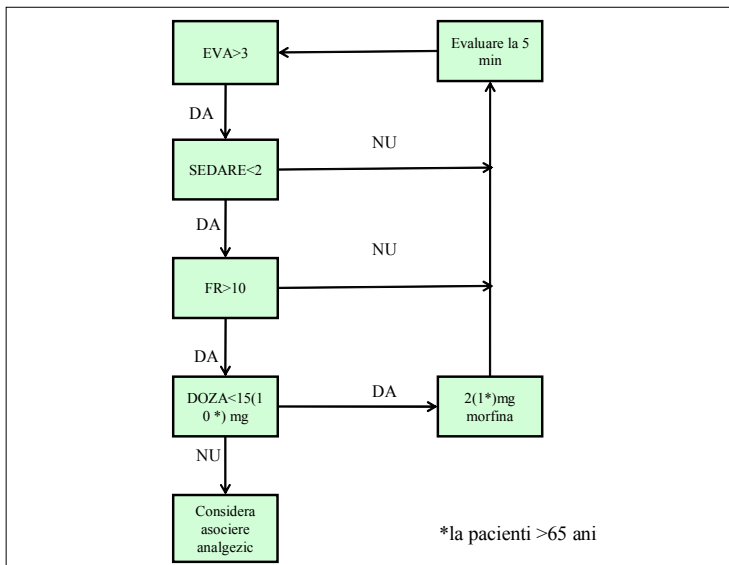 EVA>3
Evaluare la 5
min
DA
NU
SEDARE<2
DA
NU
FR>10
DA
DOZA<15(1
0 *) mg
DA
2(1*)mg
morfina
NU
Considera
asociere
analgezic
*la pacienti >65 ani